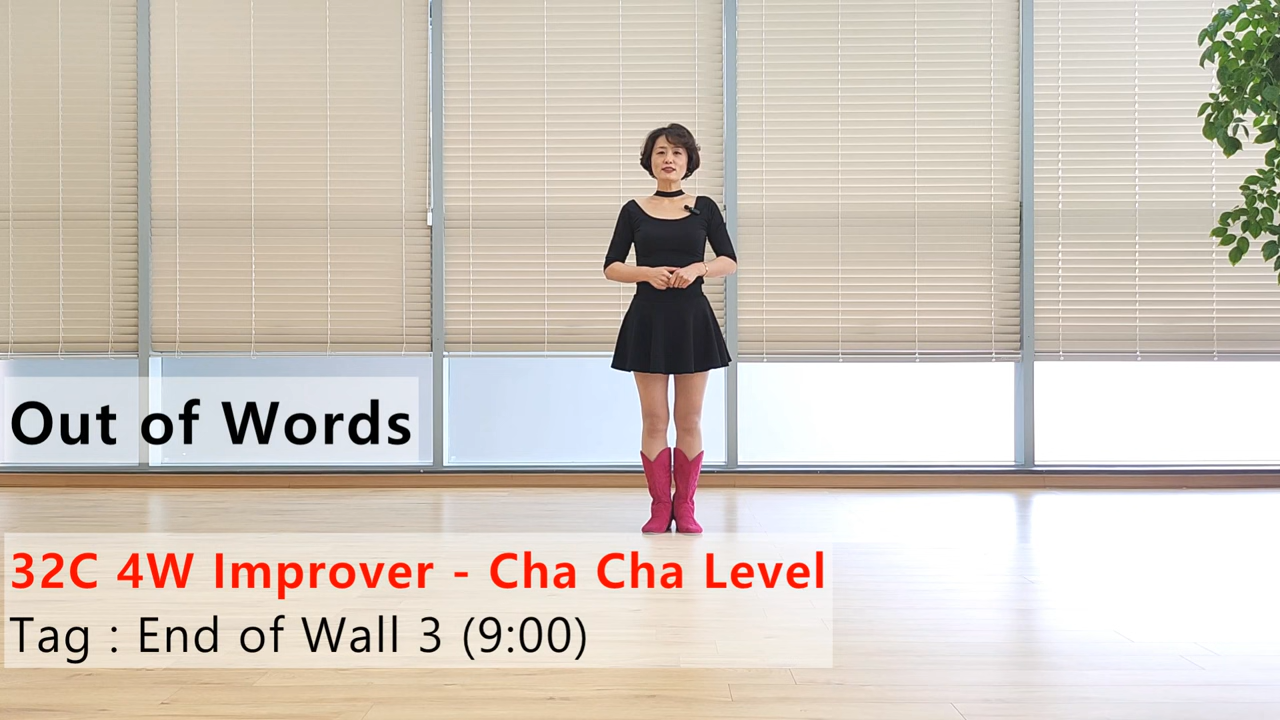 Out of Words
32C 4W Improver - Cha Cha Level
Tag : End of Wall 3 (9:00)